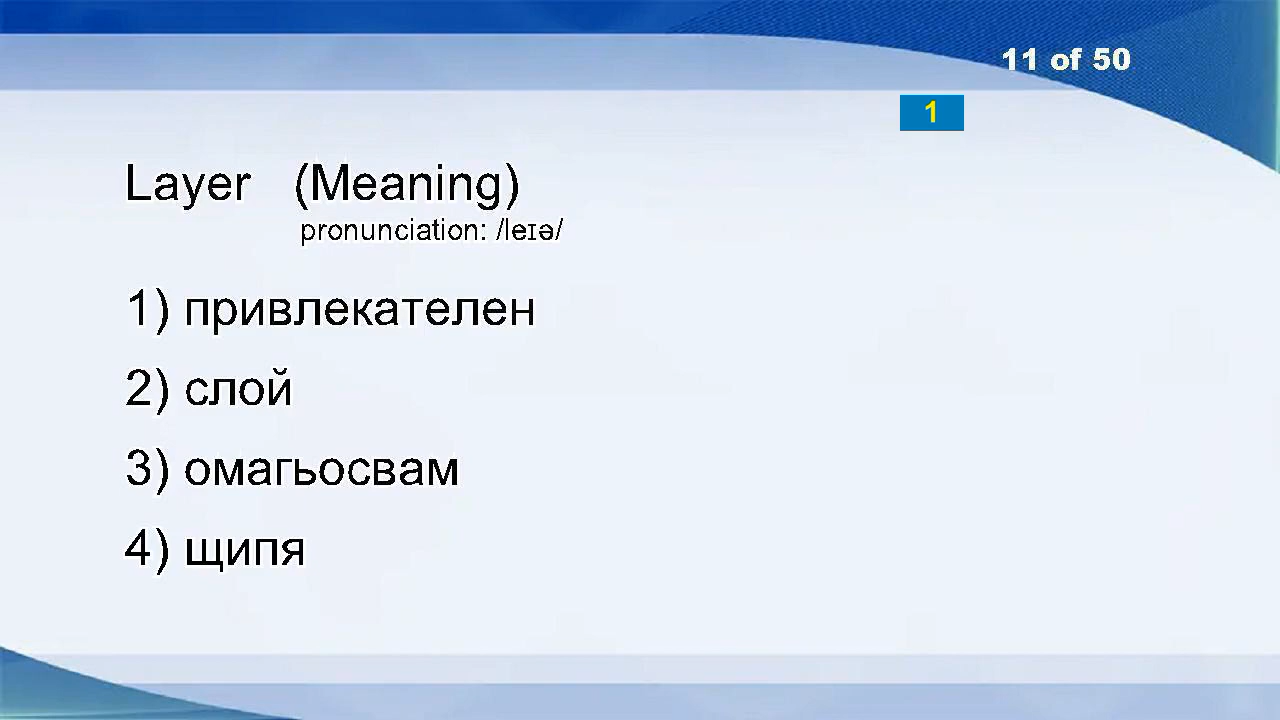 11 of 50
1
Layer (Meaning)
pronunciation: /leɪə/
1) привлекателен
2) слой
3) омагьосвам
4) щипя